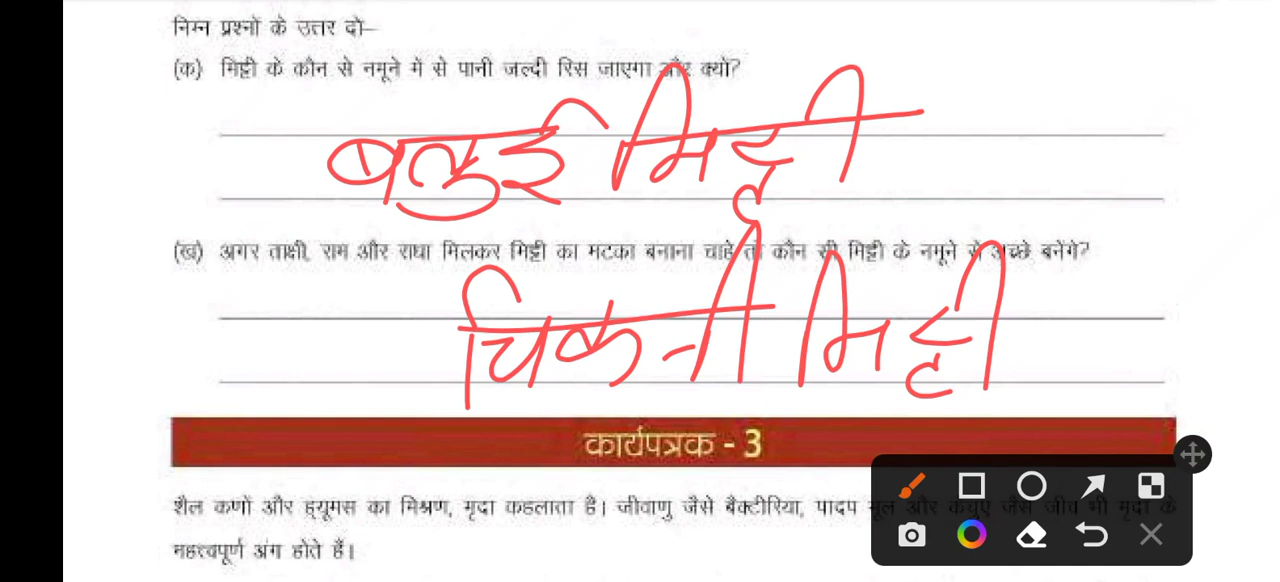 निम्न प्रश्नों के उत्तर दो–
(क) मिट्टी के कौन से नमूने में से पानी जल्दी रिस जाएगा और क्यों?
बलुई मिट्टी
(ख) अगर ताक्षी, राम और राधा मिलकर मिट्टी का मटका बनाना चाहे तो कौन सी मिट्टी के नमूने से अच्छे बनेंगे?
चिकनी मिट्टी
कार्यपत्रक - 3
शैल कणों और ह्यूमस का मिश्रण, मृदा कहलाता है। जीवाणु जैसे बैक्टीरिया, पादप मूल और केंचुए जैसे जीव भी मृदा के
महत्त्वपूर्ण अंग होते हैं।